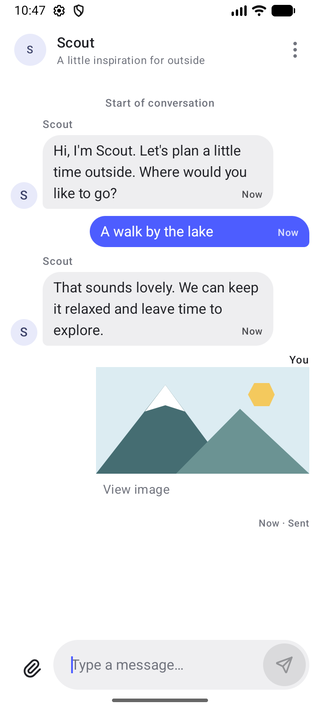 10:47
S
Scout
A little inspiration for outside
Start of conversation
Scout
Hi, I'm Scout. Let's plan a little
time outside. Where would you
like to go?
Now
S
A walk by the lake
Now
Scout
That sounds lovely. We can keep
it relaxed and leave time to
explore.
Now
S
You
View image
Now · Sent
Type a message...